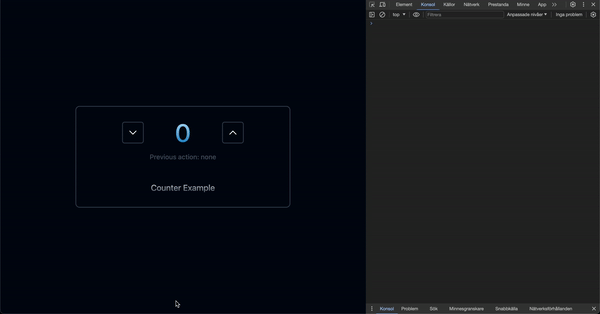 Element Konsol Källor Nätverk Prestanda Minne App
top Filtrera Anpassade nivåer Inga problem
0
Previous action: none
Counter Example
Konsol Problem Sök Minnesgranskare Snabbkälla Nätverksförhållanden